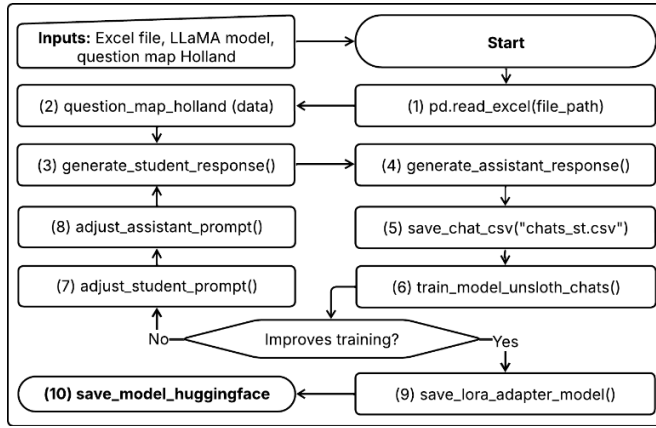 Inputs: Excel file, LLaMA model,
question map Holland
Start
(1) pd.read_excel(file_path)
(2) question_map_holland (data)
(3) generate_student_response()
(4) generate_assistant_response()
(5) save_chat_csv("chats_st.csv")
(6) train_model_unsloth_chats()
Improves training?
No
(7) adjust_student_prompt()
(8) adjust_assistant_prompt()
Yes
(9) save_lora_adapter_model()
(10) save_model_huggingface